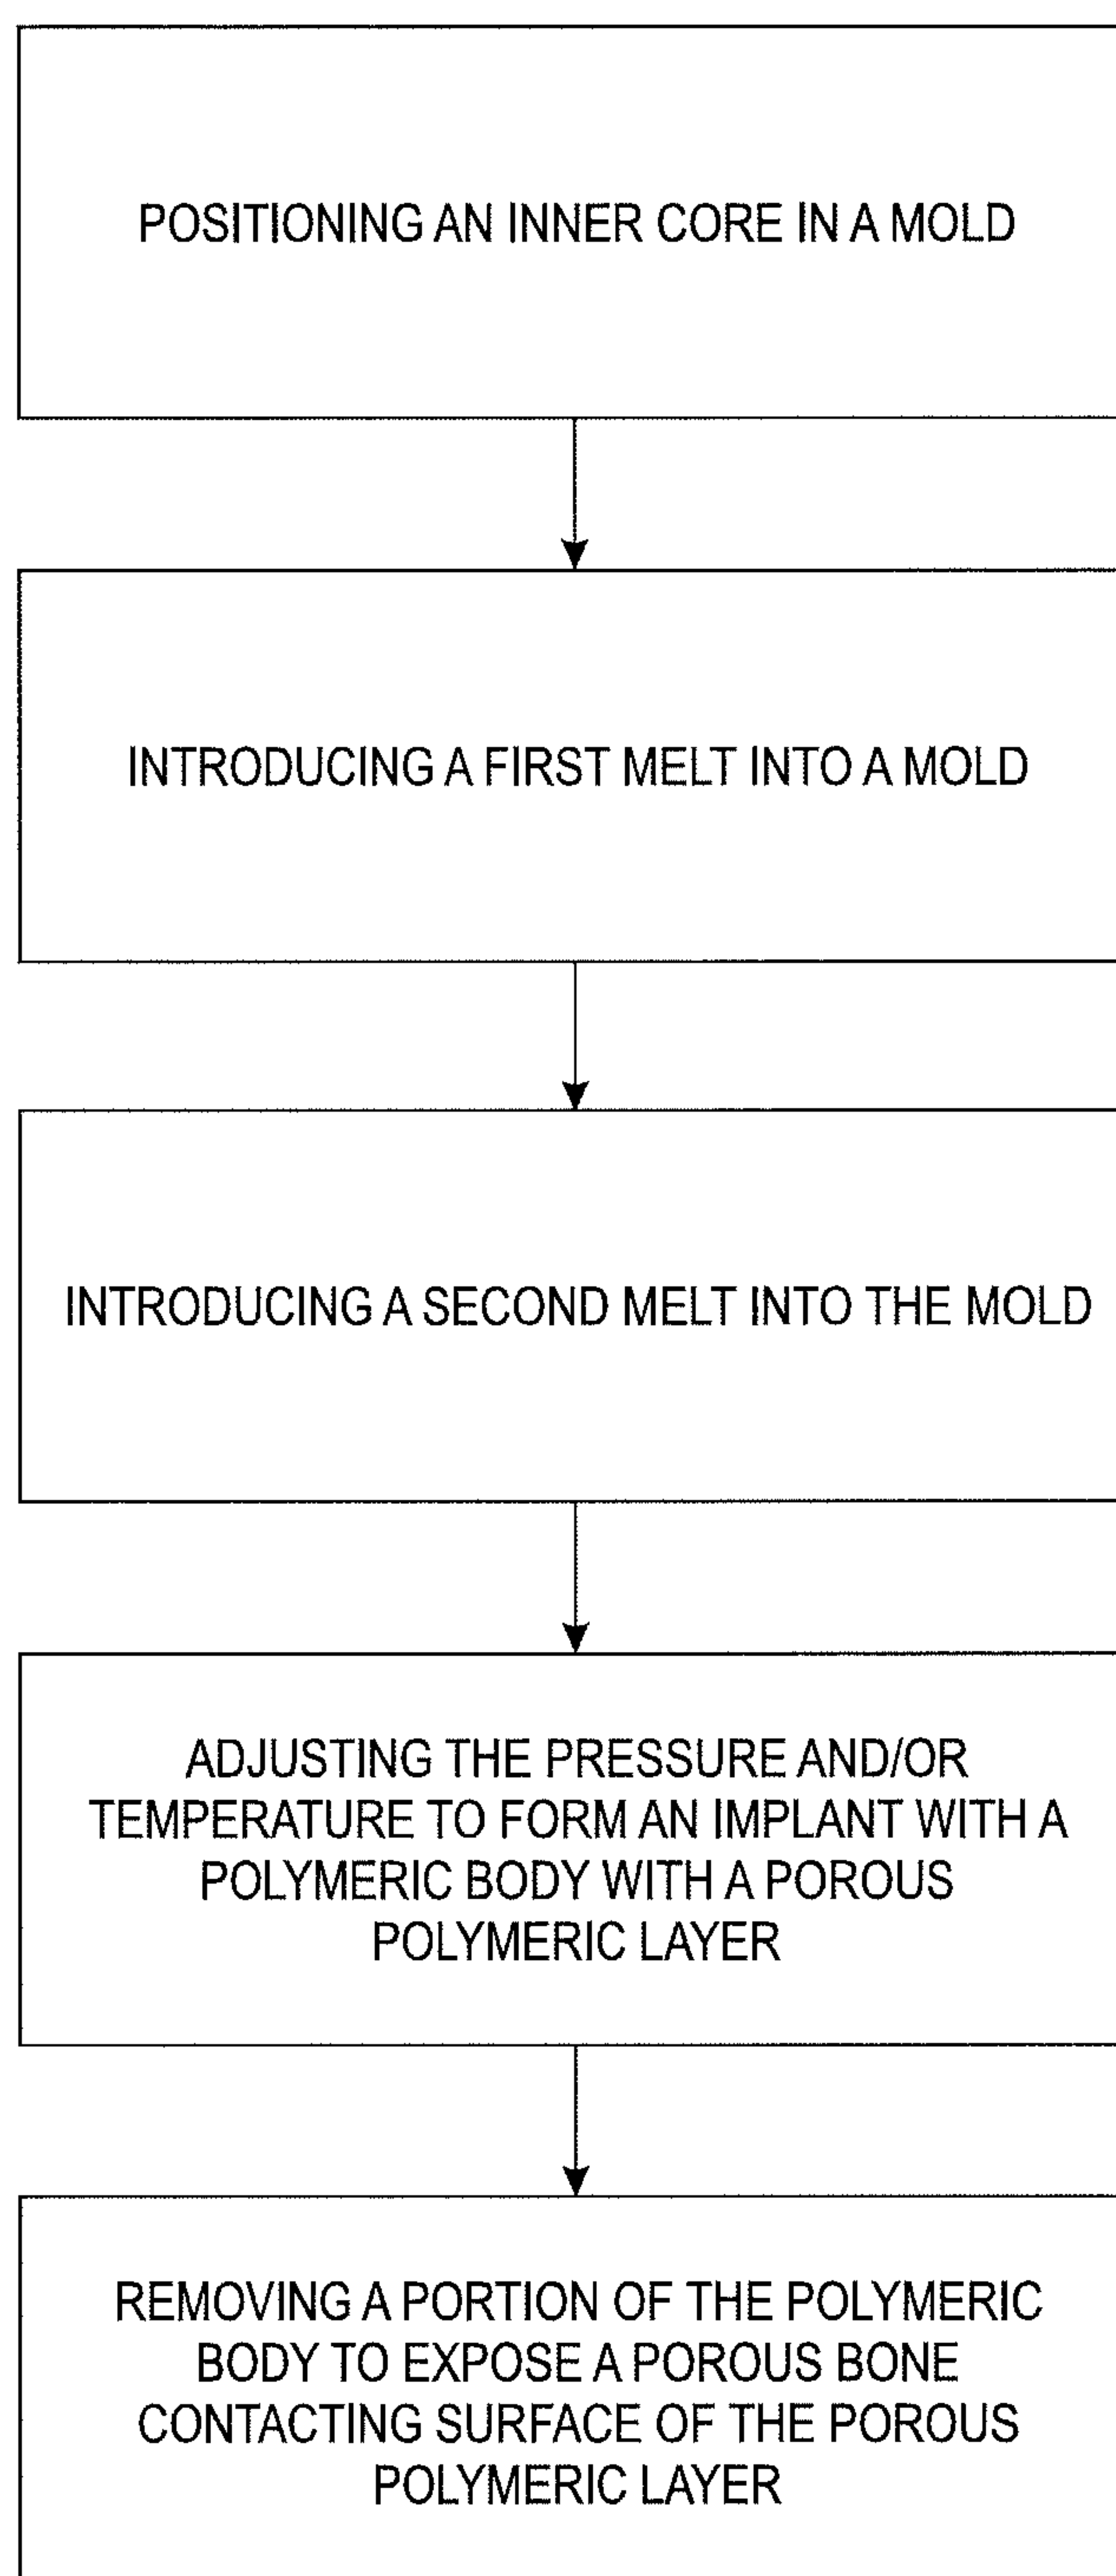 POSITIONING AN INNER CORE IN A MOLD
INTRODUCING A FIRST MELT INTO A MOLD
INTRODUCING A SECOND MELT INTO THE MOLD
ADJUSTING THE PRESSURE AND/OR
TEMPERATURE TO FORM AN IMPLANT WITH A
POLYMERIC BODY WITH A POROUS
POLYMERIC LAYER
REMOVING A PORTION OF THE POLYMERIC
BODY TO EXPOSE A POROUS BONE
CONTACTING SURFACE OF THE POROUS
POLYMERIC LAYER